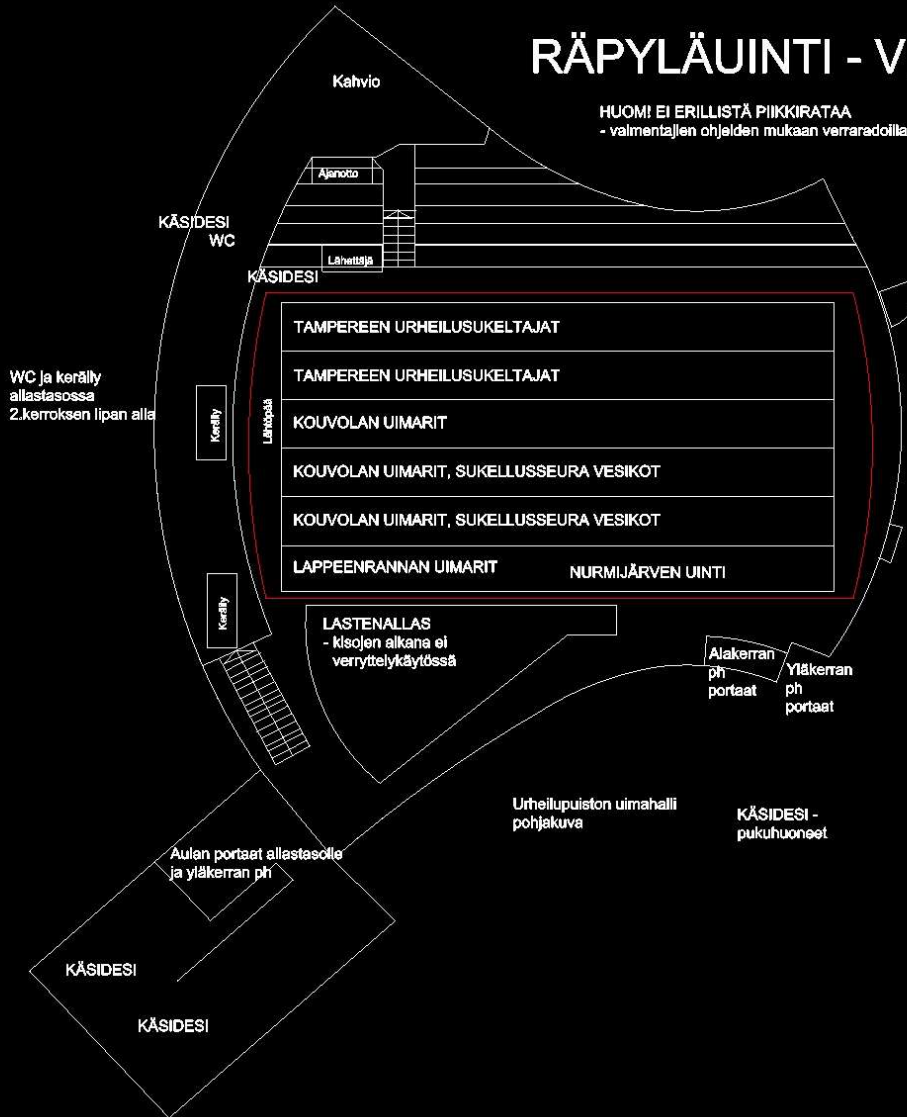 RÄPYLÄUINTI - V
HUOM! EI ERILLISTÄ PIIKKIRATAA
- valmentajien ohjeiden mukaan verraradoilla
Kahvio
Ajanotto
KÄSIDESI
WC
Lähettäjä
KÄSIDESI
TAMPEREEN URHEILUSUKELTAJAT
TAMPEREEN URHEILUSUKELTAJAT
WC ja keräily
allastasossa
2.kerroksen lipan alla
Keräily
Lähtöpää
KOUVOLAN UIMARIT
KOUVOLAN UIMARIT, SUKELLUSSEURA VESIKOT
KOUVOLAN UIMARIT, SUKELLUSSEURA VESIKOT
LAPPEENRANNAN UIMARIT
NURMIJÄRVEN UINTI
Keräily
LASTENALLAS
- kisojen aikana ei
verryttelykäytössä
Alakerran
ph
portaat
Yläkerran
ph
portaat
Urheilupuiston uimahalli
pohjakuva
KÄSIDESI -
pukuhuoneet
Aulan portaat allastasolle
ja yläkerran ph
KÄSIDESI
KÄSIDESI